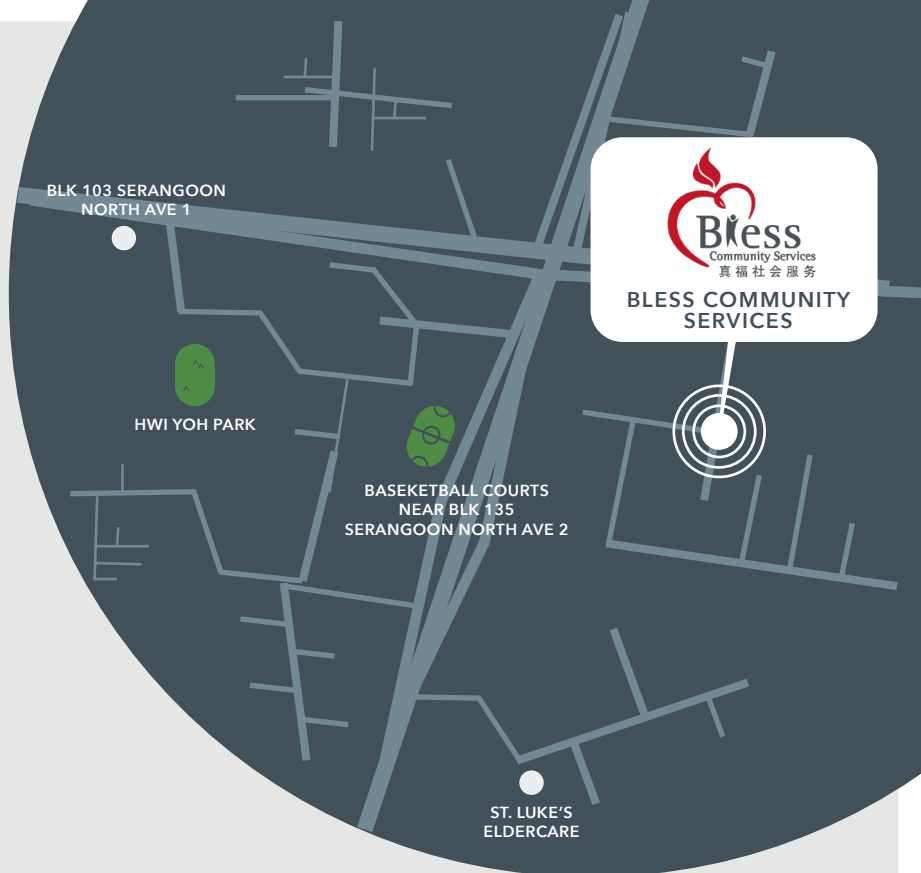 BLK 103 SERANGOON
NORTH AVE 1
Bless
Community Services
真福社会服务
BLESS COMMUNITY
SERVICES
HWI YOH PARK
BASEKETBALL COURTS
NEAR BLK 135
SERANGOON NORTH AVE 2
ST. LUKE'S
ELDERCARE